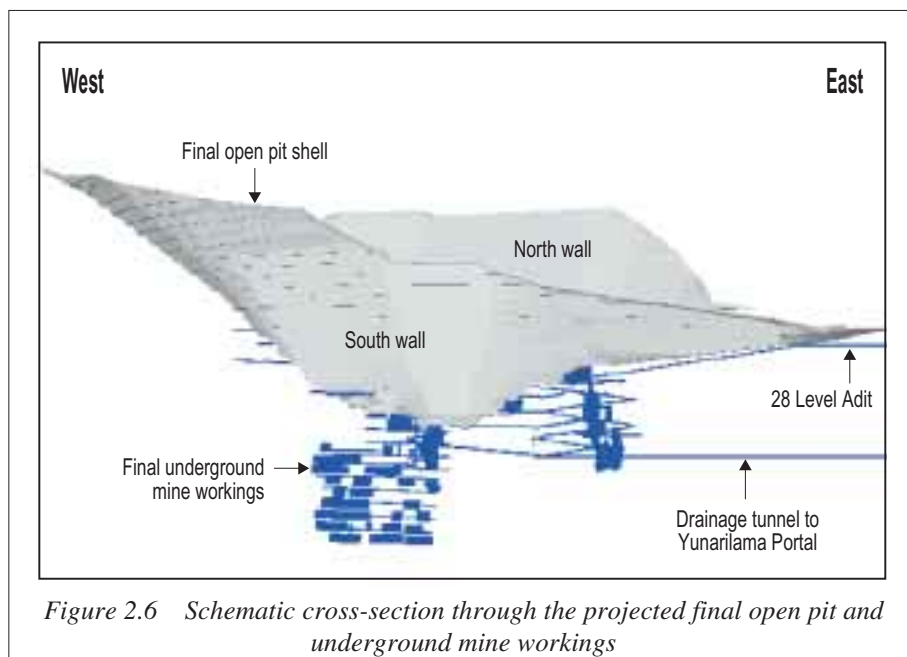 West
East
Final open pit shell
North wall
South wall
28 Level Adit
Final underground
mine workings
Drainage tunnel to
Yunarilama Portal
Figure 2.6 Schematic cross-section through the projected final open pit and
underground mine workings